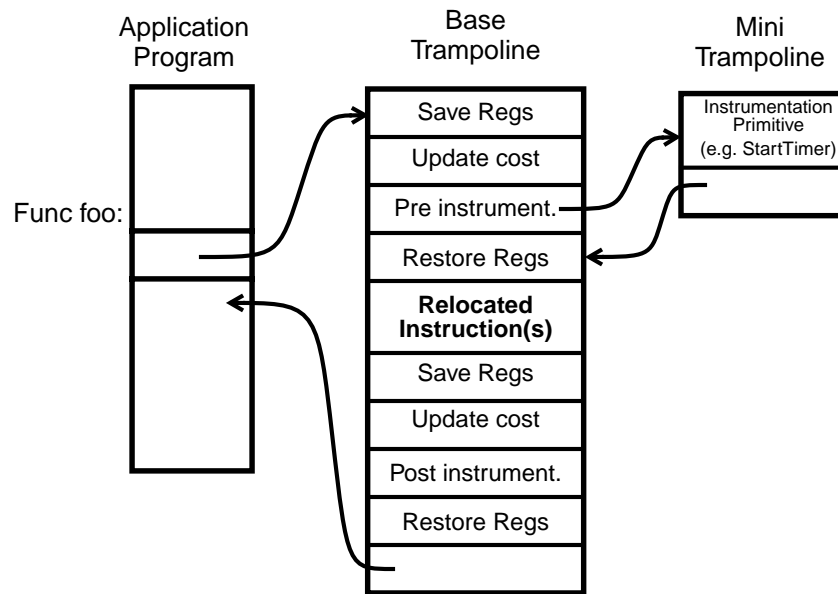 Application
Program
Base
Trampoline
Mini
Trampoline
Func foo:
Save Regs
Update cost
Pre instrument.
Restore Regs
Relocated
Instruction(s)
Save Regs
Update cost
Post instrument.
Restore Regs
Instrumentation
Primitive
(e.g. StartTimer)